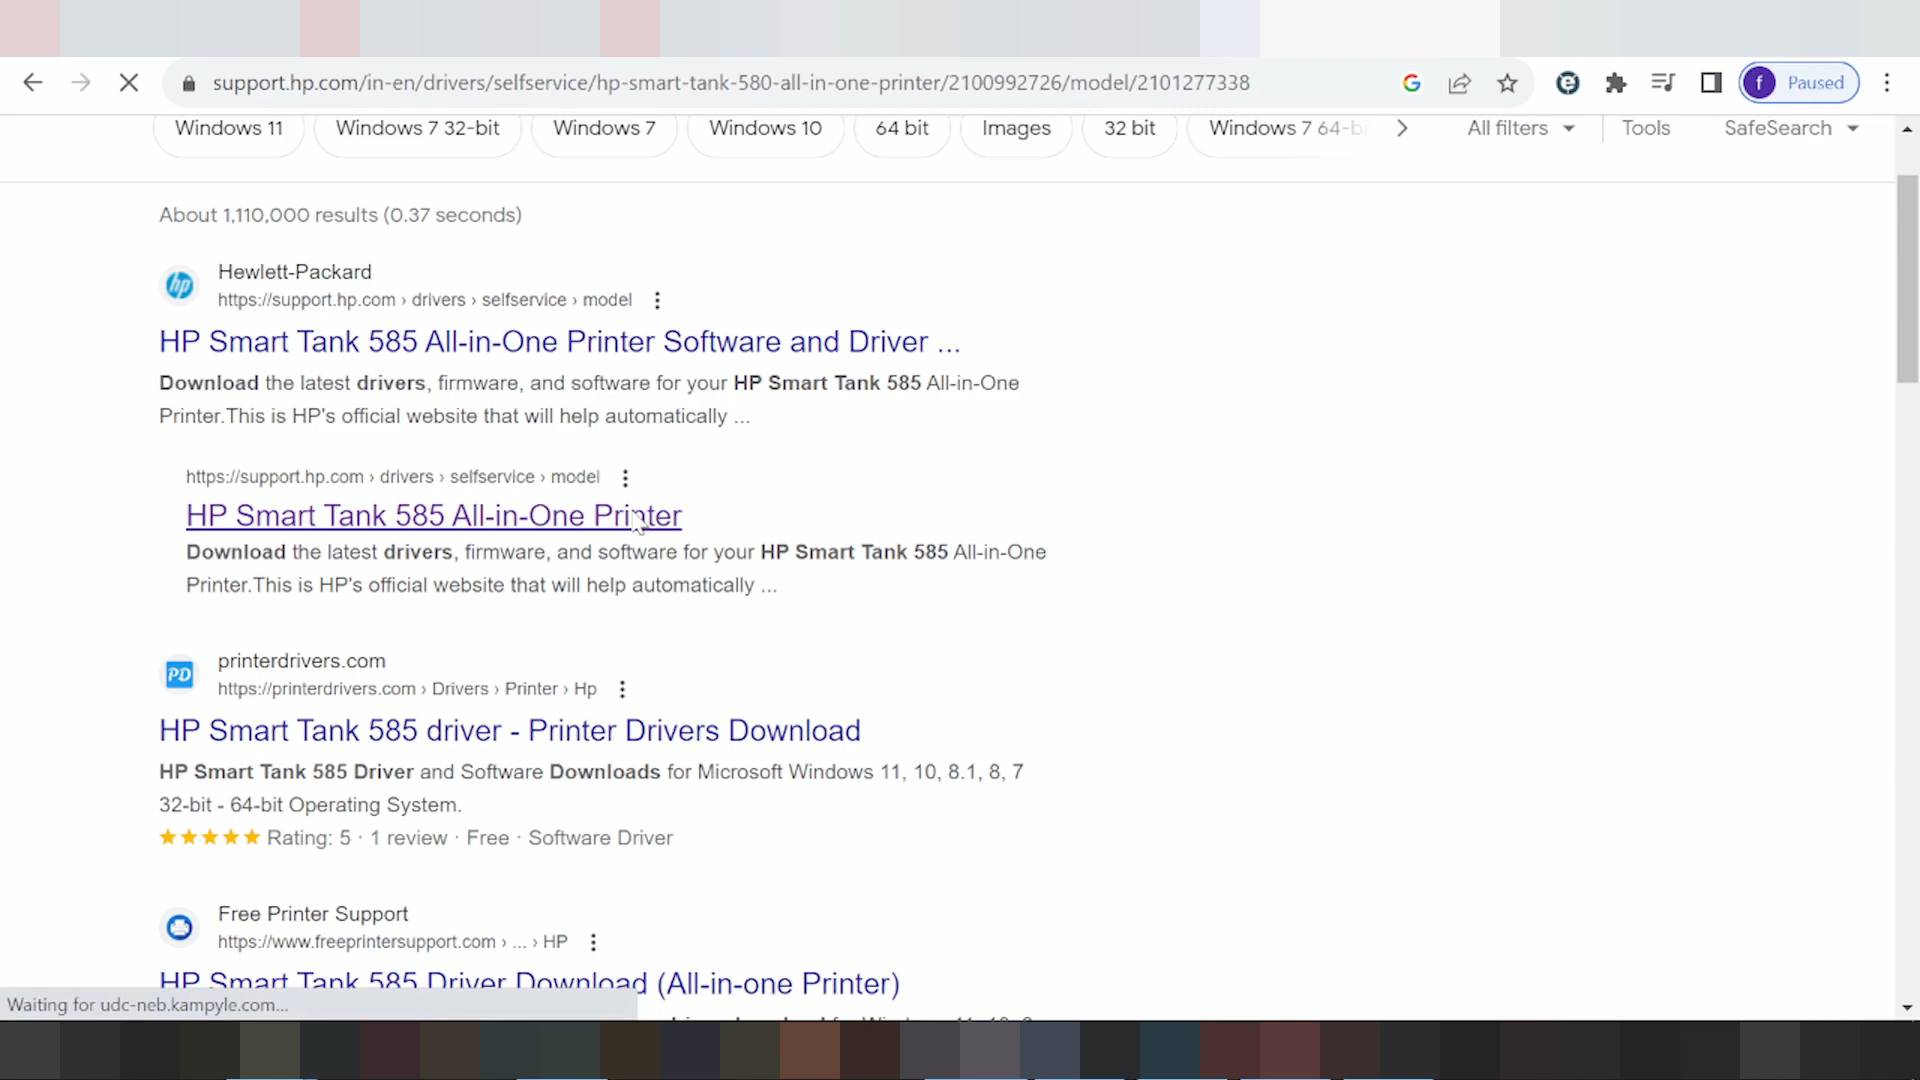 support.hp.com/in-en/drivers/selfservice/hp-smart-tank-580-all-in-one-printer/2100992726/model/2101277338
f Paused
Windows 11 Windows 7 32-bit Windows 7 Windows 10 64 bit Images 32 bit Windows 7 64-bi All filters Tools SafeSearch
About 1,110,000 results (0.37 seconds)
hp Hewlett-Packard
https://support.hp.com › drivers › selfservice › model
HP Smart Tank 585 All-in-One Printer Software and Driver ...
Download the latest drivers, firmware, and software for your HP Smart Tank 585 All-in-One
Printer.This is HP's official website that will help automatically ...
https://support.hp.com › drivers › selfservice › model
HP Smart Tank 585 All-in-One Printer
Download the latest drivers, firmware, and software for your HP Smart Tank 585 All-in-One
Printer.This is HP's official website that will help automatically ...
PD printerdrivers.com
https://printerdrivers.com › Drivers › Printer › Hp
HP Smart Tank 585 driver - Printer Drivers Download
HP Smart Tank 585 Driver and Software Downloads for Microsoft Windows 11, 10, 8.1, 8, 7
32-bit - 64-bit Operating System.
Rating: 5 · 1 review · Free · Software Driver
Free Printer Support
https://www.freeprintersupport.com › ... › HP
HP Smart Tank 585 Driver Download (All-in-one Printer)
Waiting for udc-neb.kampyle.com...